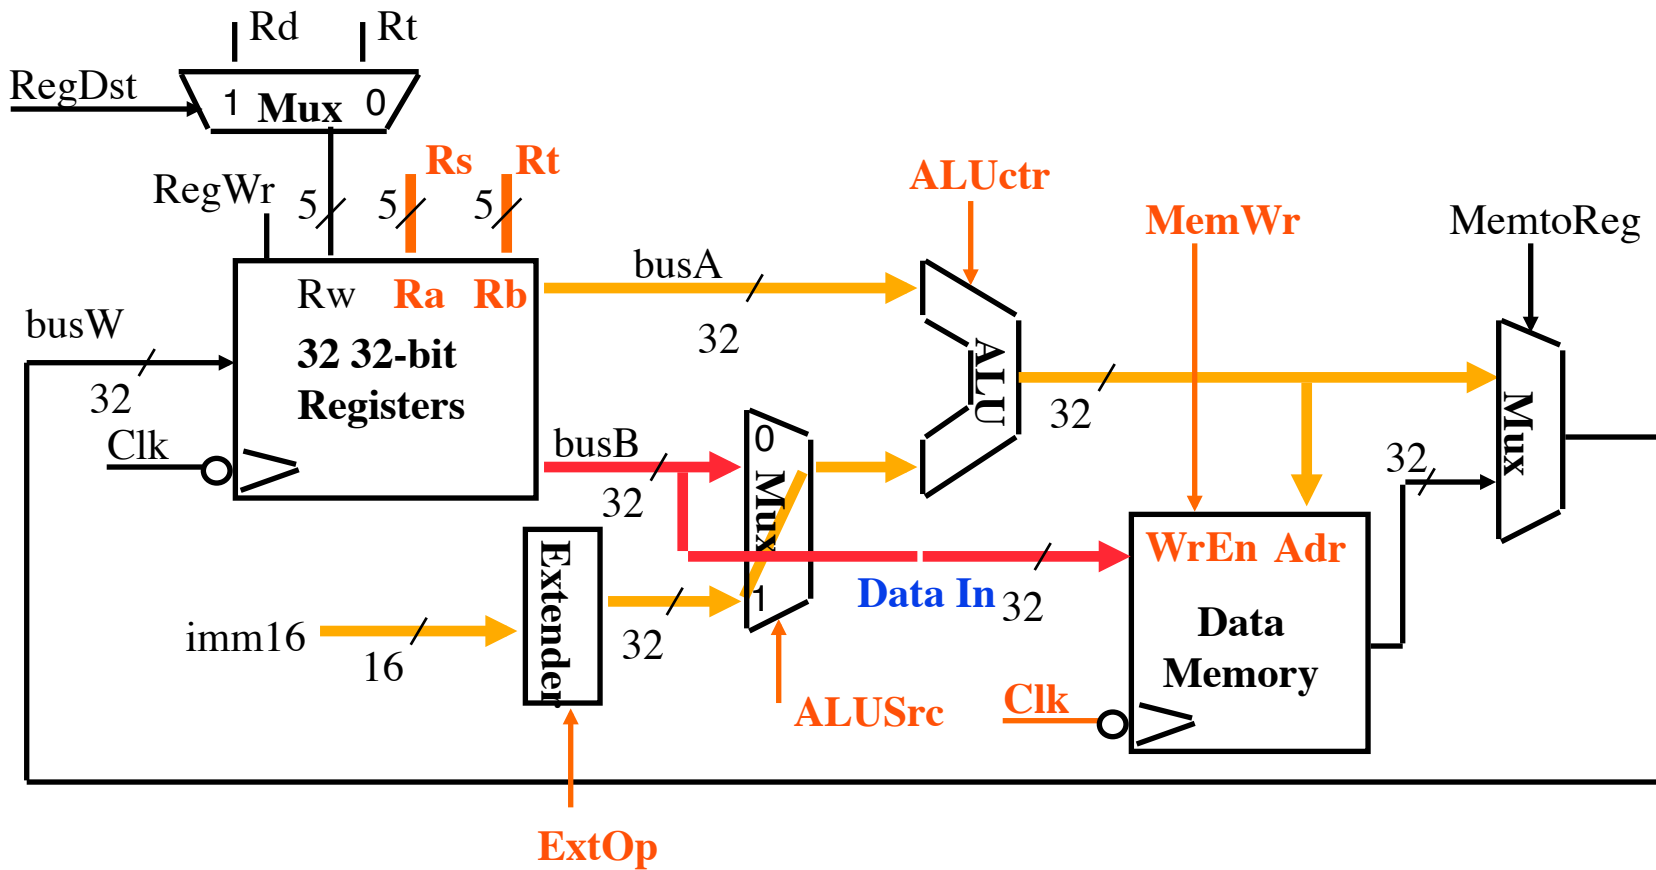 Rd Rt
RegDst
1 Mux 0
Rs Rt
RegWr 5 5 5
ALUctr
MemWr
MemtoReg
busA
32
Rw Ra Rb
busW
32
32 32-bit
Registers
Clk
ALU
32
busB
32
0
Mux
1
Mux
32
Extender
imm16
16
32
Data In 32
WrEn Adr
Data
Memory
ALUSrc
Clk
ExtOp